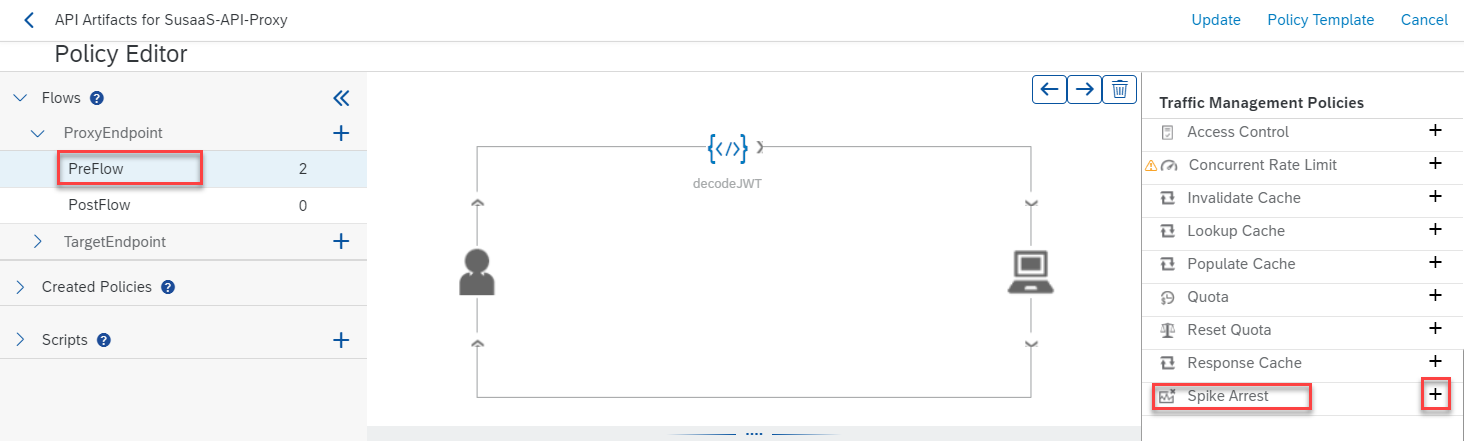 API Artifacts for SusaaS-API-Proxy
Update Policy Template Cancel
Policy Editor
Flows ?
ProxyEndpoint
PreFlow 2
PostFlow 0
TargetEndpoint
Created Policies ?
Scripts ?
{</>}
decodeJWT
Traffic Management Policies
Access Control
Concurrent Rate Limit
Invalidate Cache
Lookup Cache
Populate Cache
Quota
Reset Quota
Response Cache
Spike Arrest